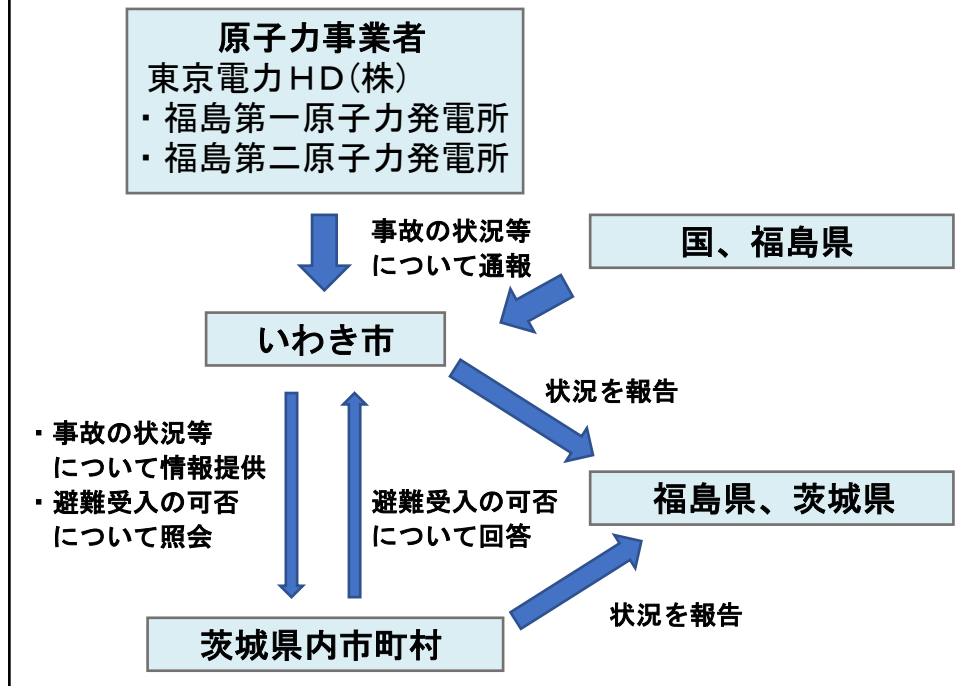 原子力事業者
東京電力HD(株)
・福島第一原子力発電所
・福島第二原子力発電所
事故の状況等
について通報
国、福島県
いわき市
状況を報告
・事故の状況等
について情報提供
・避難受入の可否
について照会
避難受入の可否
について回答
福島県、茨城県
状況を報告
茨城県内市町村